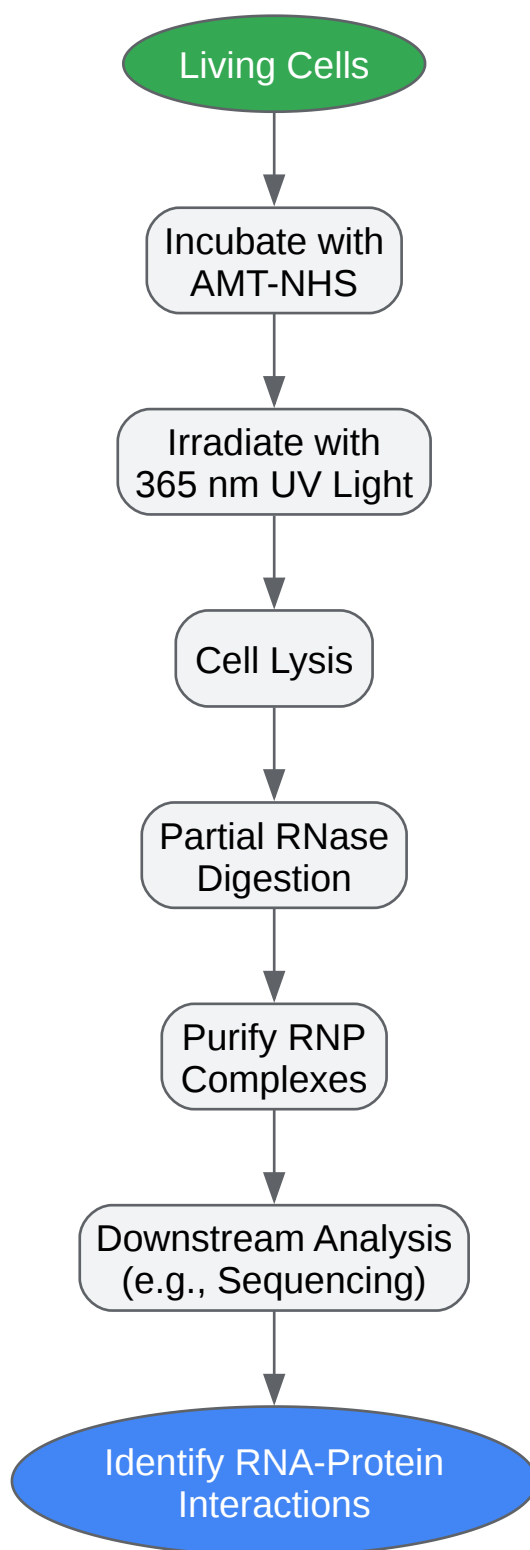 Living Cells
Incubate with
AMT-NHS
Irradiate with
365 nm UV Light
Cell Lysis
Partial RNase
Digestion
Purify RNP
Complexes
Downstream Analysis
(e.g., Sequencing)
Identify RNA-Protein
Interactions